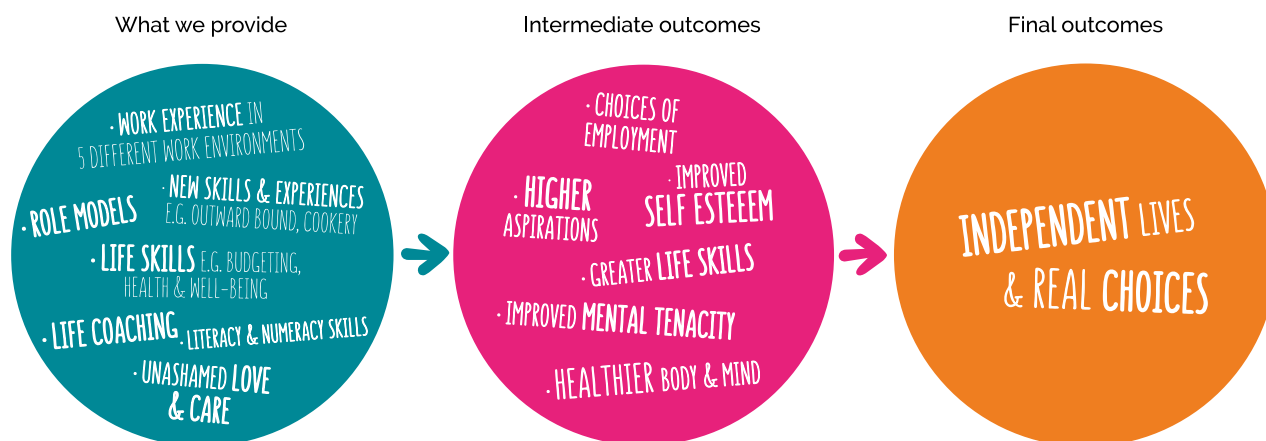 What we provide
· WORK EXPERIENCE IN
5 DIFFERENT WORK ENVIRONMENTS
· NEW SKILLS & EXPERIENCES
E.G. OUTWARD BOUND, COOKERY
· ROLE MODELS
· LIFE SKILLS E.G. BUDGETING,
HEALTH & WELL-BEING
· LIFE COACHING
· LITERACY & NUMERACY SKILLS
· UNASHAMED LOVE
& CARE
Intermediate outcomes
· CHOICES OF
EMPLOYMENT
· IMPROVED
SELF ESTEEEM
· HIGHER
ASPIRATIONS
· GREATER LIFE SKILLS
· IMPROVED MENTAL TENACITY
· HEALTHIER BODY & MIND
Final outcomes
INDEPENDENT LIVES
& REAL CHOICES